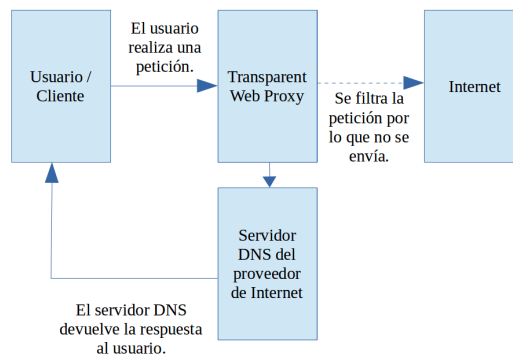 Usuario /
Cliente
El usuario
realiza una
petición.
Transparent
Web Proxy
Se filtra la
petición por
lo que no se
envía.
Internet
Servidor
DNS del
proveedor
de Internet
El servidor DNS
devuelve la respuesta
al usuario.